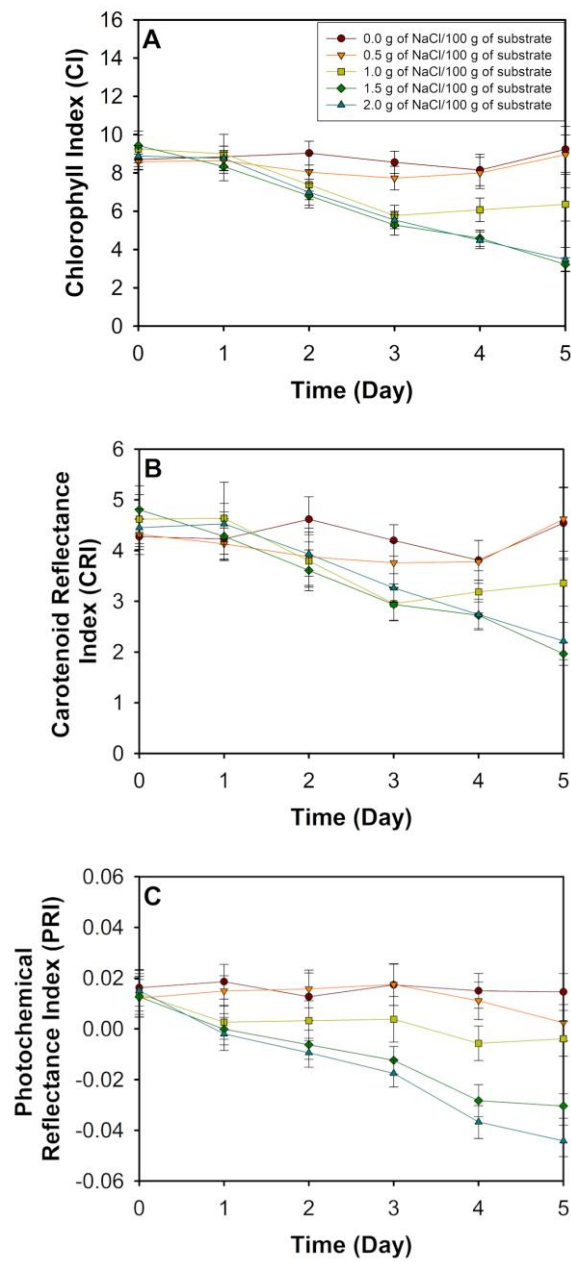 A
0.0 g of NaCl/100 g of substrate
0.5 g of NaCl/100 g of substrate
1.0 g of NaCl/100 g of substrate
1.5 g of NaCl/100 g of substrate
2.0 g of NaCl/100 g of substrate
Chlorophyll Index (CI)
16
14
12
10
8
6
4
2
0
0 1 2 3 4 5
Time (Day)
B
Carotenoid Reflectance
Index (CRI)
6
5
4
3
2
1
0
0 1 2 3 4 5
Time (Day)
C
Photochemical
Reflectance Index (PRI)
0.06
0.04
0.02
0.00
-0.02
-0.04
-0.06
0 1 2 3 4 5
Time (Day)